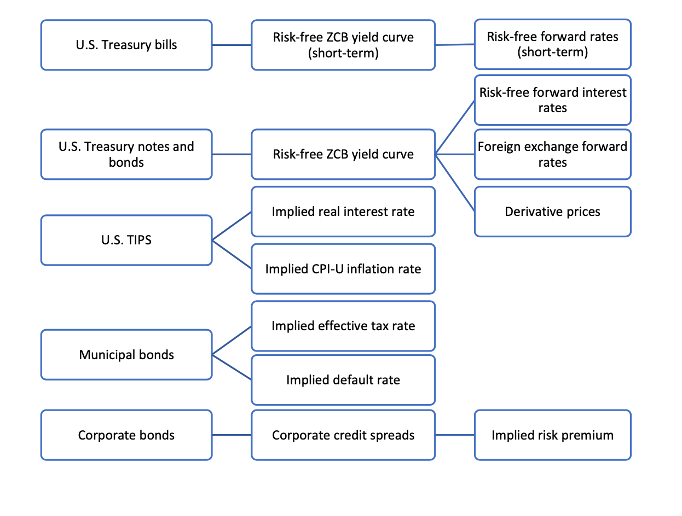 U.S. Treasury bills
Risk-free ZCB yield curve
(short-term)
Risk-free forward rates
(short-term)
U.S. Treasury notes and
bonds
Risk-free ZCB yield curve
Risk-free forward interest
rates
Foreign exchange forward
rates
Derivative prices
U.S. TIPS
Implied real interest rate
Implied CPI-U inflation rate
Municipal bonds
Implied effective tax rate
Implied default rate
Corporate bonds
Corporate credit spreads
Implied risk premium